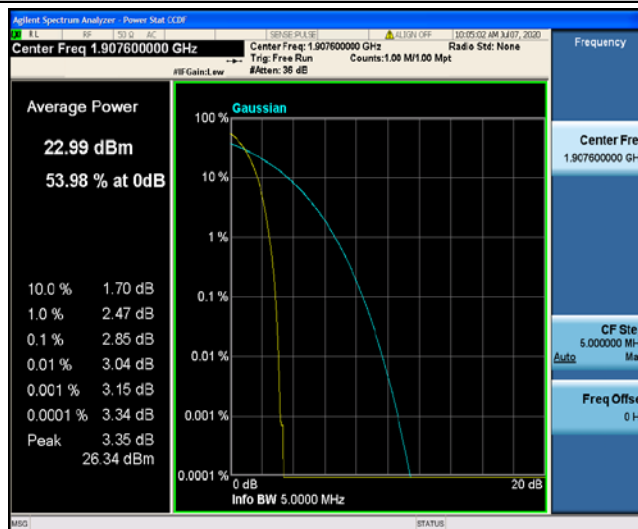 Agilent Spectrum Analyzer - Power Stat CCDF
RL RF 50 Ω AC SENSE:PULSE ALIGN OFF 10:05:02 AM Jul 07, 2020
Center Freq 1.907600000 GHz Center Freq: 1.907600000 GHz Radio Std: None
Trig: Free Run Counts:1.00 M/1.00 Mpt
#IFGain:Low #Atten: 36 dB
Frequency
Average Power
22.99 dBm
53.98 % at 0dB
10.0 % 1.70 dB
1.0 % 2.47 dB
0.1 % 2.85 dB
0.01 % 3.04 dB
0.001 % 3.15 dB
0.0001 % 3.34 dB
Peak 3.35 dB
26.34 dBm
Gaussian
100 %
10 %
1 %
0.1 %
0.01 %
0.001 %
0.0001 %
0 dB 20 dB
Info BW 5.0000 MHz
Center Fre
1.907600000 GH
CF Ste
5.000000 MH
Auto Ma
Freq Offse
0 H
MSG STATUS